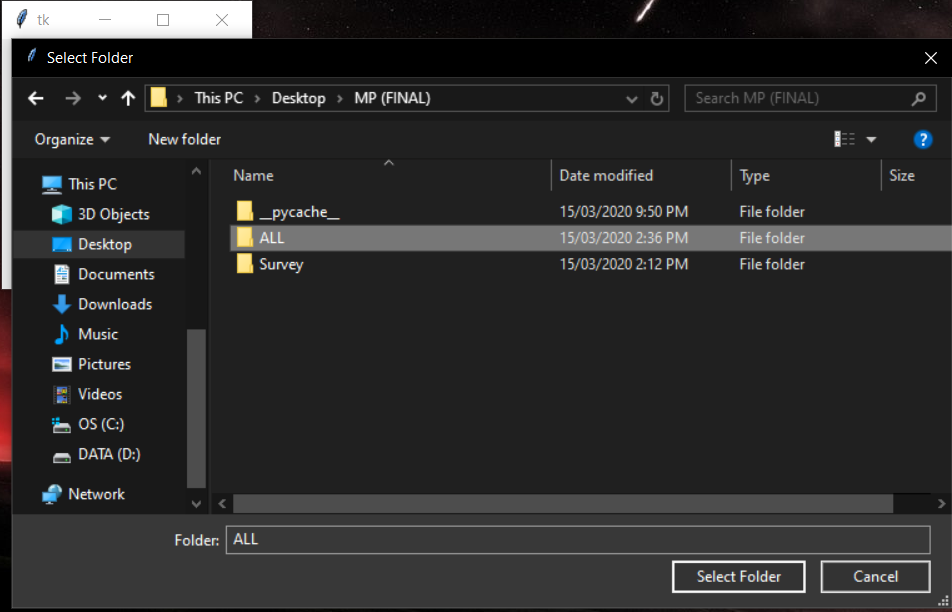 tk
Select Folder
This PC > Desktop > MP (FINAL)
Search MP (FINAL)
Organize
New folder
This PC
3D Objects
Desktop
Documents
Downloads
Music
Pictures
Videos
OS (C:)
DATA (D:)
Network
Name Date modified Type Size
__pycache__ 15/03/2020 9:50 PM File folder
ALL 15/03/2020 2:36 PM File folder
Survey 15/03/2020 2:12 PM File folder
Folder: ALL
Select Folder
Cancel